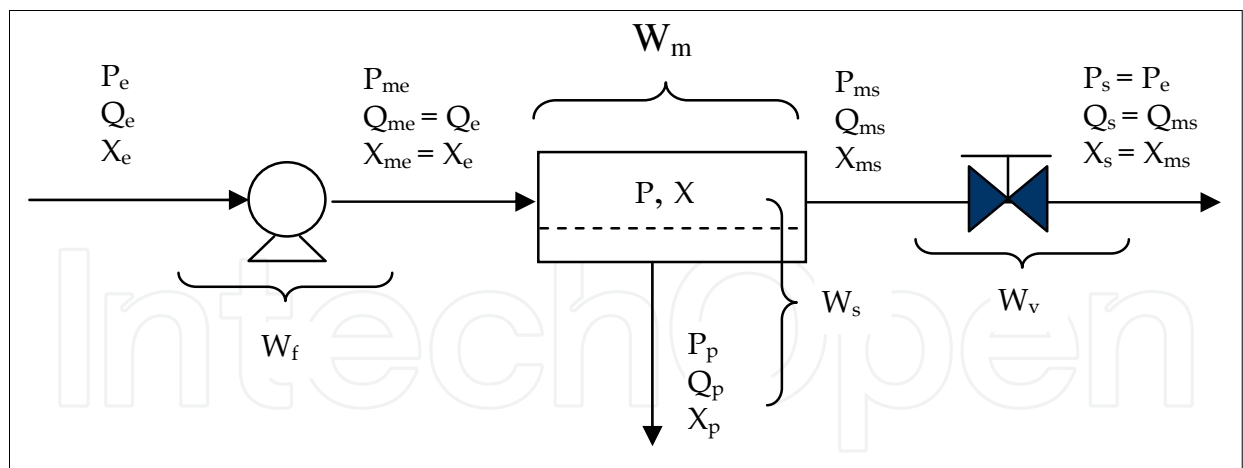 W_m
P_e
Q_e
X_e
P_me
Q_me = Q_e
X_me = X_e
P_ms
Q_ms
X_ms
P_s = P_e
Q_s = Q_ms
X_s = X_ms
P, X
W_f
W_s
W_v
P_p
Q_p
X_p
IntechOpen